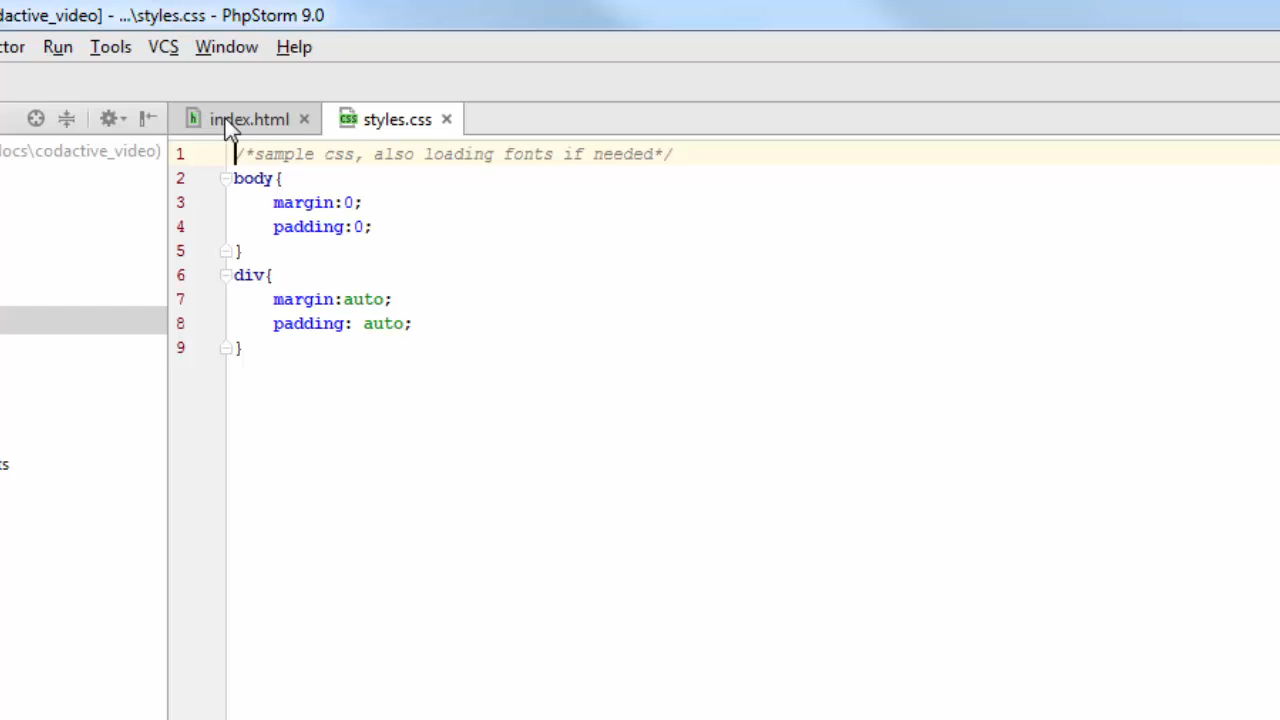 dactive_video] - ...\styles.css - PhpStorm 9.0
ctor Run Tools VCS Window Help
index.html styles.css
docs\codactive_video)
1 /*sample css, also loading fonts if needed*/
2 body{
3 margin:0;
4 padding:0;
5 }
6 div{
7 margin:auto;
8 padding: auto;
9 }
ts